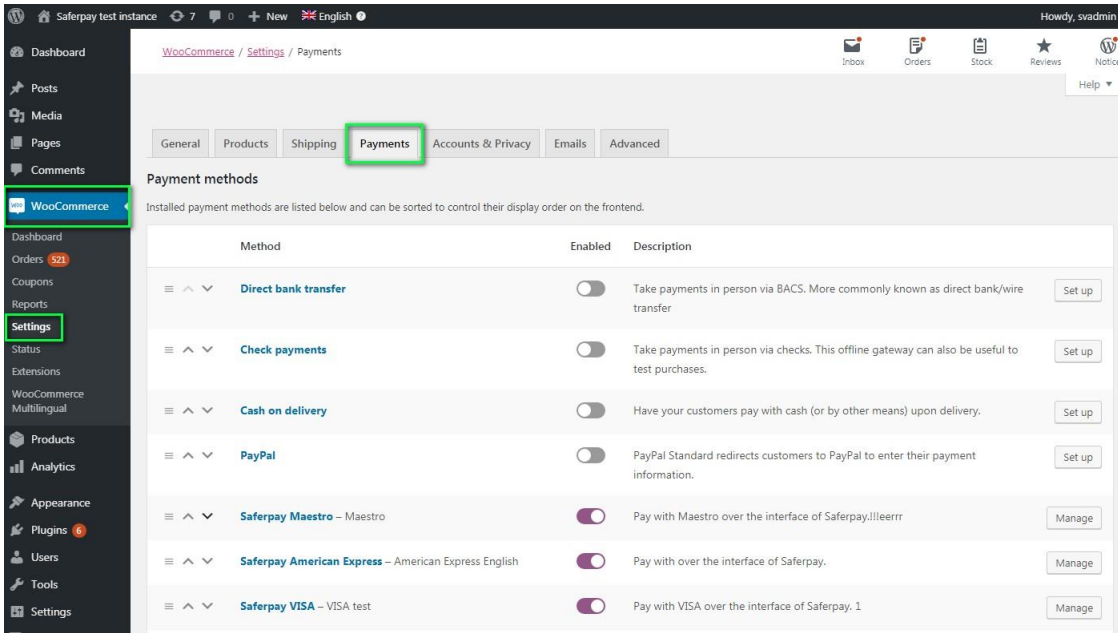 Saferpay test instance 7 0 + New English Howdy, svadmin
Dashboard
Posts
Media
Pages
Comments
WooCommerce
Dashboard
Orders 521
Coupons
Reports
Settings
Status
Extensions
WooCommerce
Multilingual
Products
Analytics
Appearance
Plugins 6
Users
Tools
Settings
WooCommerce / Settings / Payments
Inbox Orders Stock Reviews Notic
Help
General Products Shipping Payments Accounts & Privacy Emails Advanced
Payment methods
Installed payment methods are listed below and can be sorted to control their display order on the frontend.
Method Enabled Description
Direct bank transfer Take payments in person via BACS. More commonly known as direct bank/wire
transfer Set up
Check payments Take payments in person via checks. This offline gateway can also be useful to
test purchases. Set up
Cash on delivery Have your customers pay with cash (or by other means) upon delivery. Set up
PayPal PayPal Standard redirects customers to PayPal to enter their payment
information. Set up
Saferpay Maestro – Maestro Pay with Maestro over the interface of Saferpay.!!!eerrr Manage
Saferpay American Express – American Express English Pay with over the interface of Saferpay. Manage
Saferpay VISA – VISA test Pay with VISA over the interface of Saferpay. 1 Manage